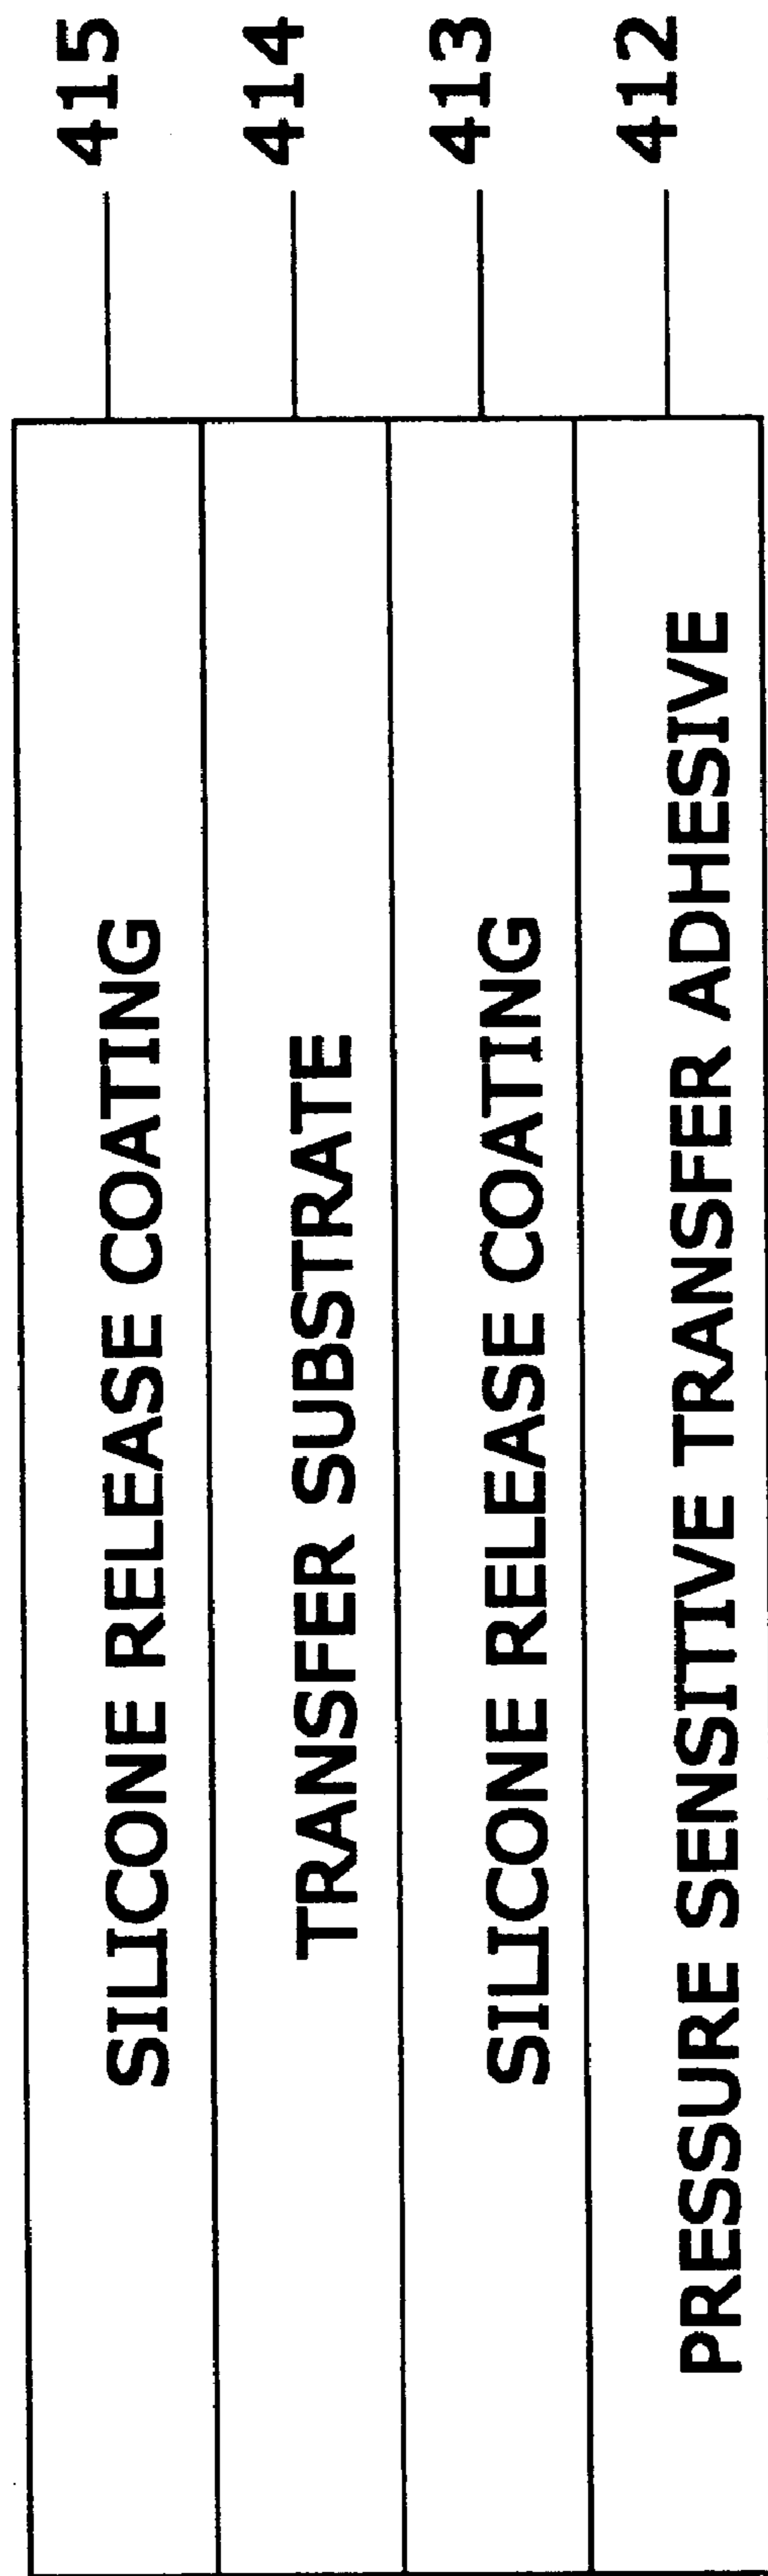 SILICONE RELEASE COATING 415
TRANSFER SUBSTRATE 414
SILICONE RELEASE COATING 413
PRESSURE SENSITIVE TRANSFER ADHESIVE 412